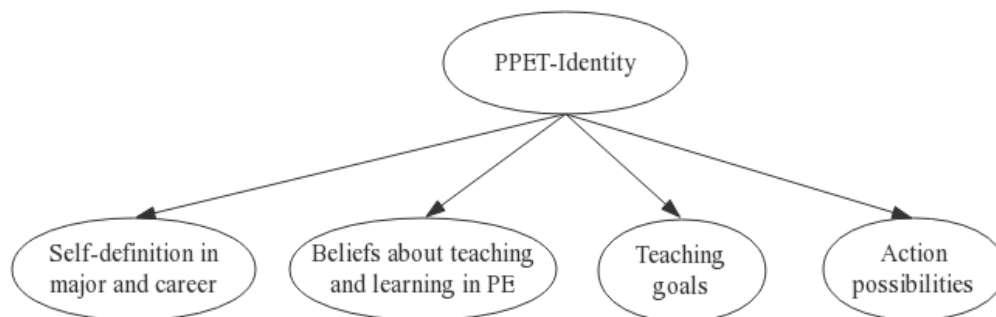 PPET-Identity
Self-definition in
major and career
Beliefs about teaching
and learning in PE
Teaching
goals
Action
possibilities